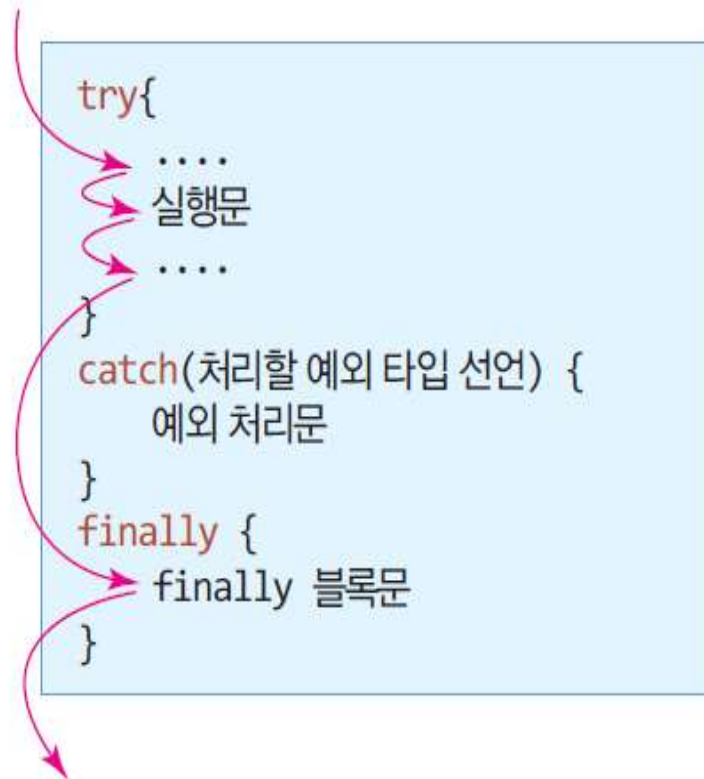 try{
....
실행문
....
}
catch(처리할 예외 타입 선언) {
예외 처리문
}
finally {
finally 블록문
}